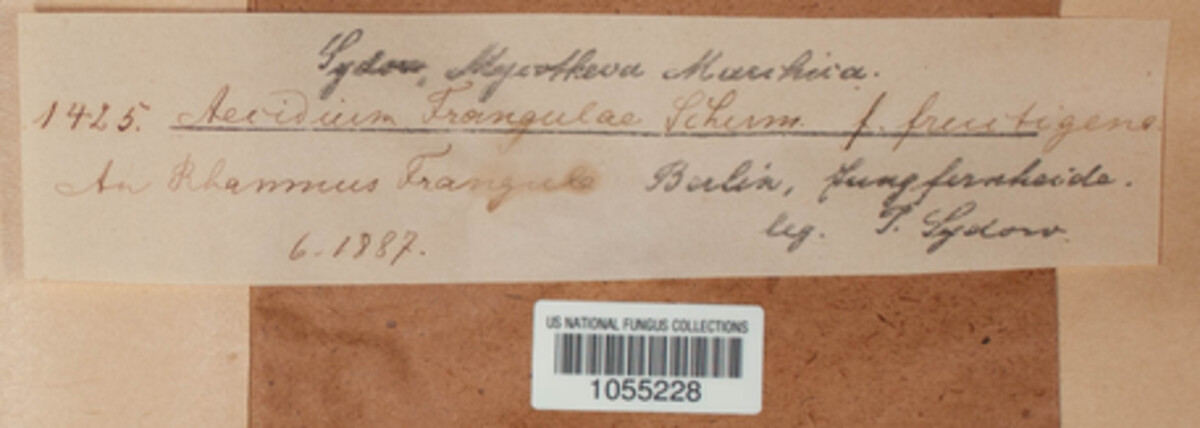 Sydow, Mycotheca Marchica.
1425. Aecidium Frangulae Schum. f. fructigena
An Rhamnus Frangula Berlin, Jungfernheide.
6.1887. leg. P. Sydow.
US NATIONAL FUNGUS COLLECTIONS
1055228